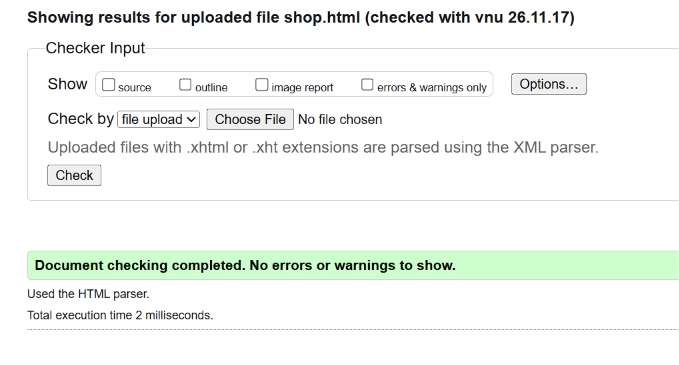 Showing results for uploaded file shop.html (checked with vnu 26.11.17)
Checker Input
Show source outline image report errors & warnings only Options...
Check by file upload Choose File No file chosen
Uploaded files with .xhtml or .xht extensions are parsed using the XML parser.
Check
Document checking completed. No errors or warnings to show.
Used the HTML parser.
Total execution time 2 milliseconds.